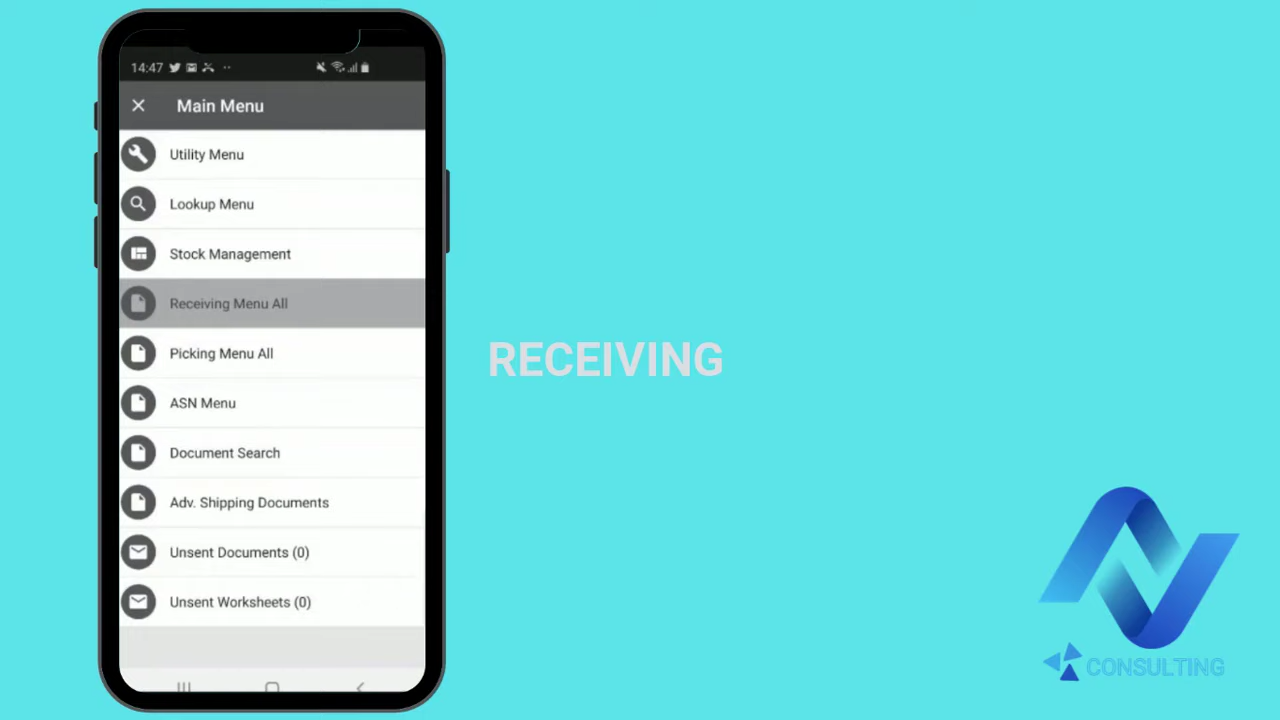 14:47
Main Menu
Utility Menu
Lookup Menu
Stock Management
Receiving Menu All
Picking Menu All
ASN Menu
Document Search
Adv. Shipping Documents
Unsent Documents (0)
Unsent Worksheets (0)
RECEIVING
CONSULTING